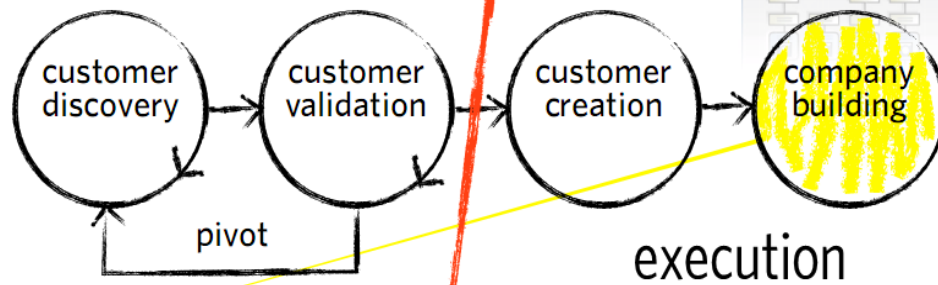 customer
discovery
customer
validation
customer
creation
company
building
pivot
execution